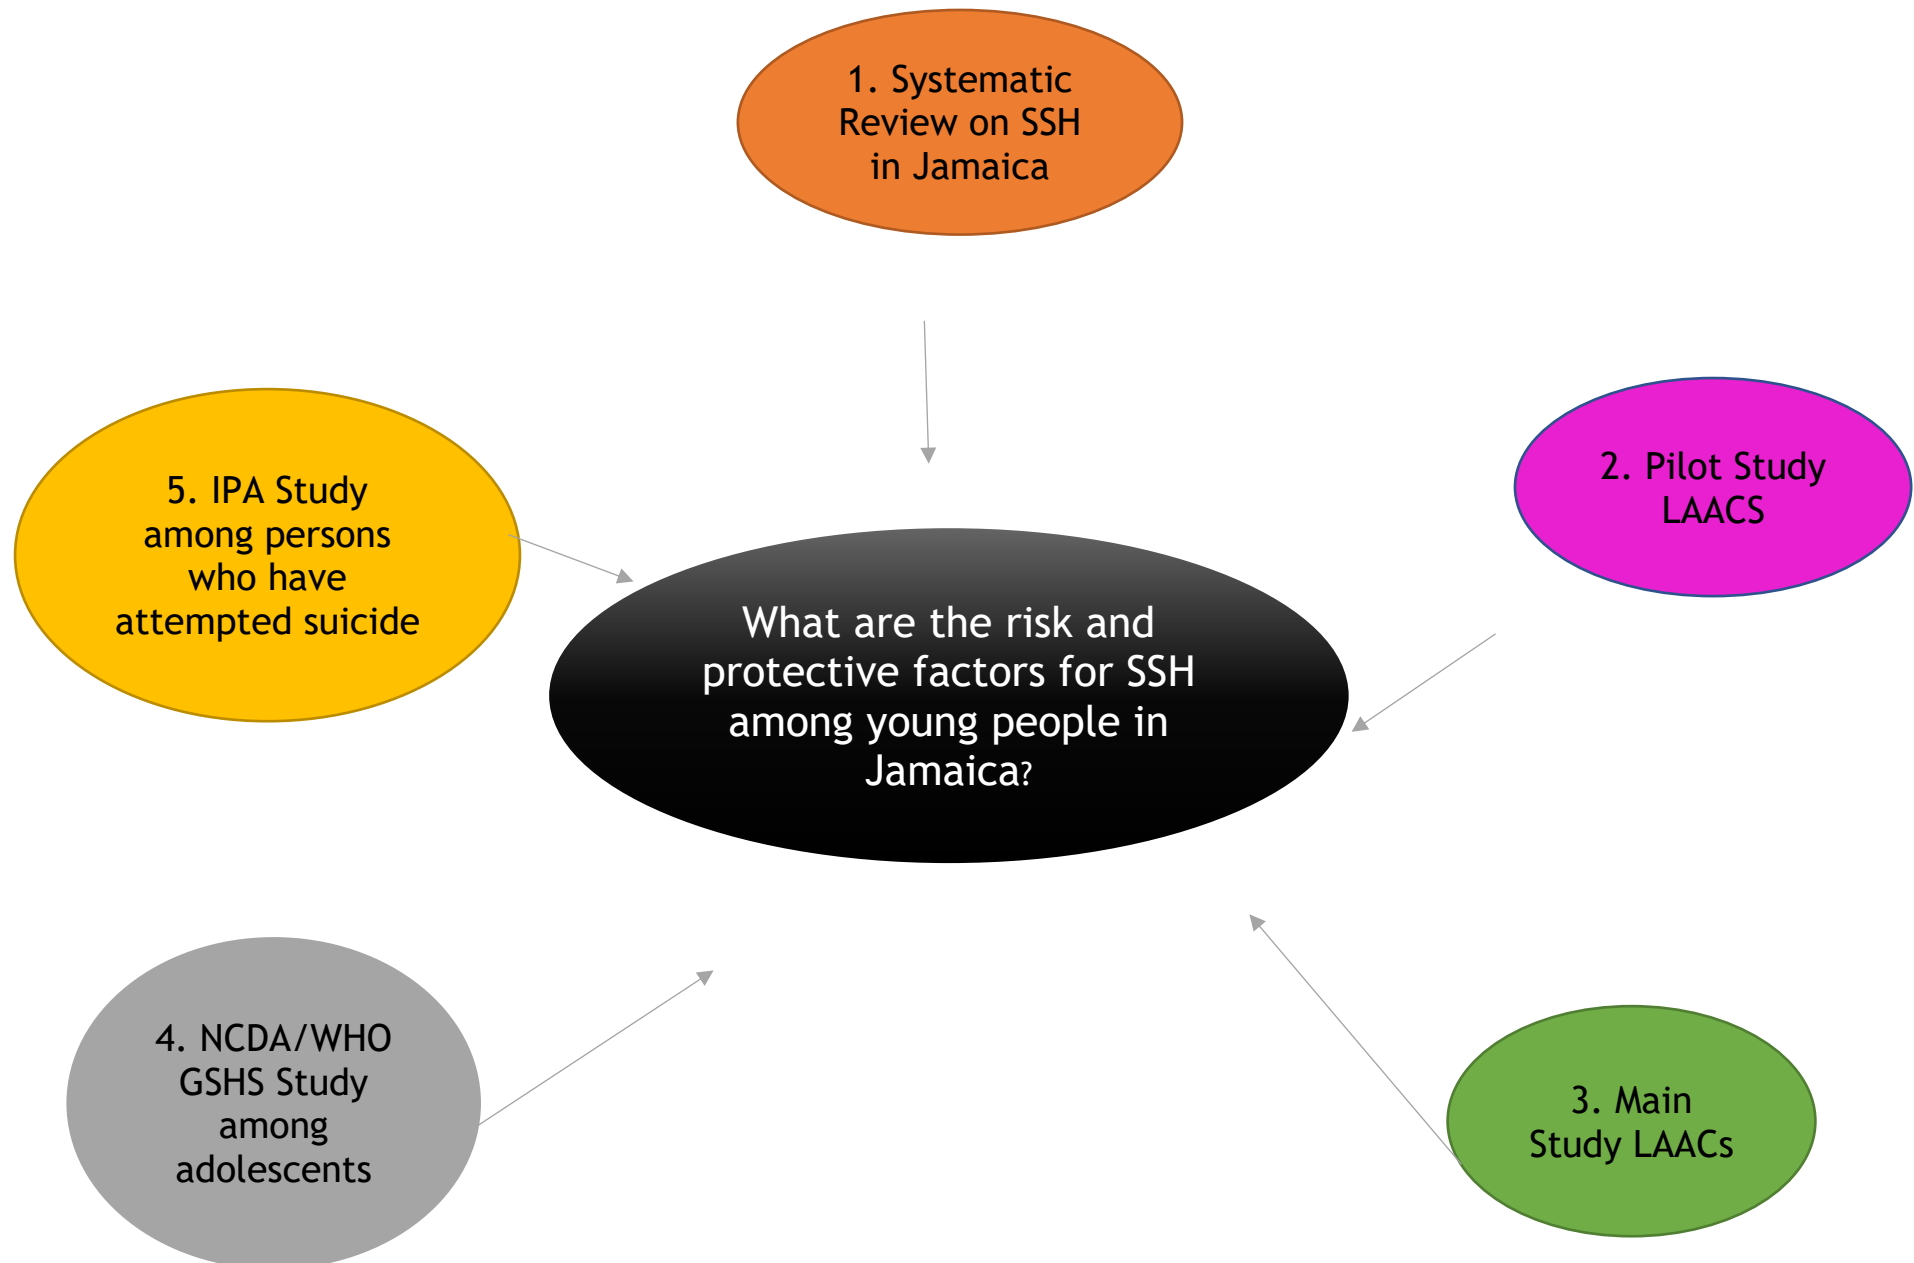 1. Systematic
Review on SSH
in Jamaica
2. Pilot Study
LAACS
5. IPA Study
among persons
who have
attempted suicide
What are the risk and
protective factors for SSH
among young people in
Jamaica?
4. NCDA/WHO
GSHS Study
among
adolescents
3. Main
Study LAACs